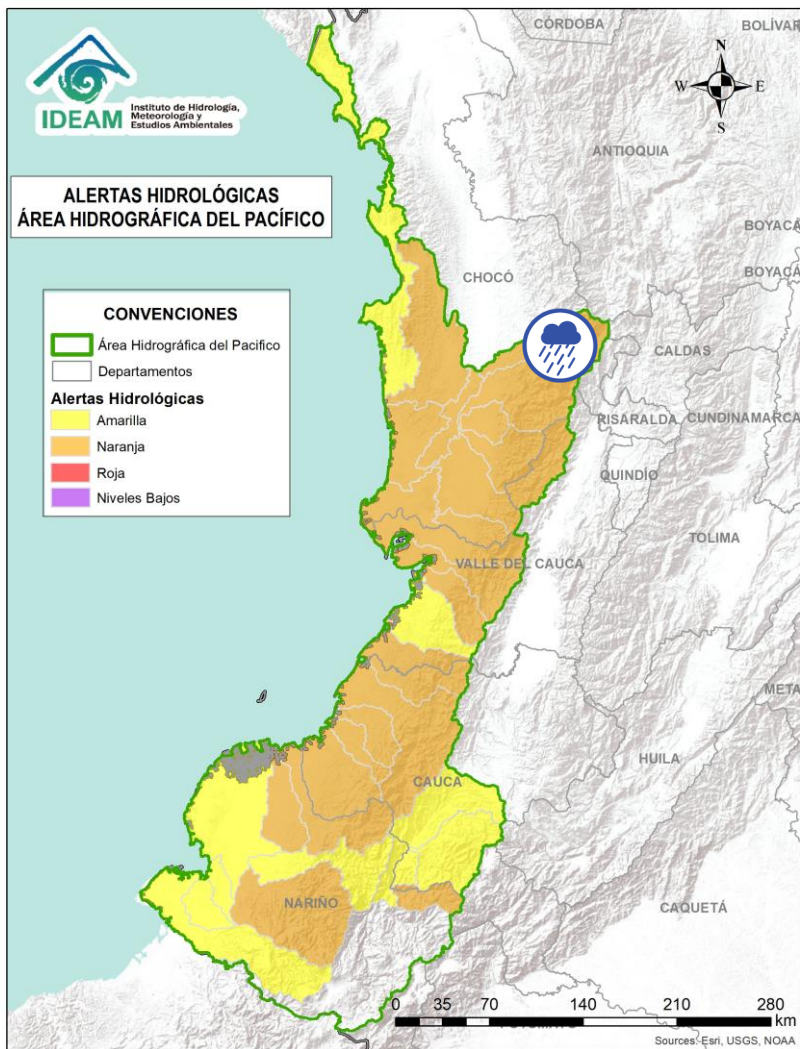 CÓRDOBA
BOLÍVAR
N
W
E
S
IDEAM
Instituto de Hidrología,
Meteorología y
Estudios Ambientales
ANTIOQUIA
ALERTAS HIDROLÓGICAS
ÁREA HIDROGRÁFICA DEL PACÍFICO
BOYACÁ
BOYACÁ
CHOCÓ
CONVENCIONES
Área Hidrográfica del Pacifico
Departamentos
Alertas Hidrológicas
Amarilla
Naranja
Roja
Niveles Bajos
CALDAS
RISARALDA
CUNDINAMARCA
QUINDÍO
TOLIMA
VALLE DEL CAUCA
META
HUILA
CAUCA
NARIÑO
CAQUETÁ
0 35 70 140 210 280
km
Sources: Esri, USGS, NOAA